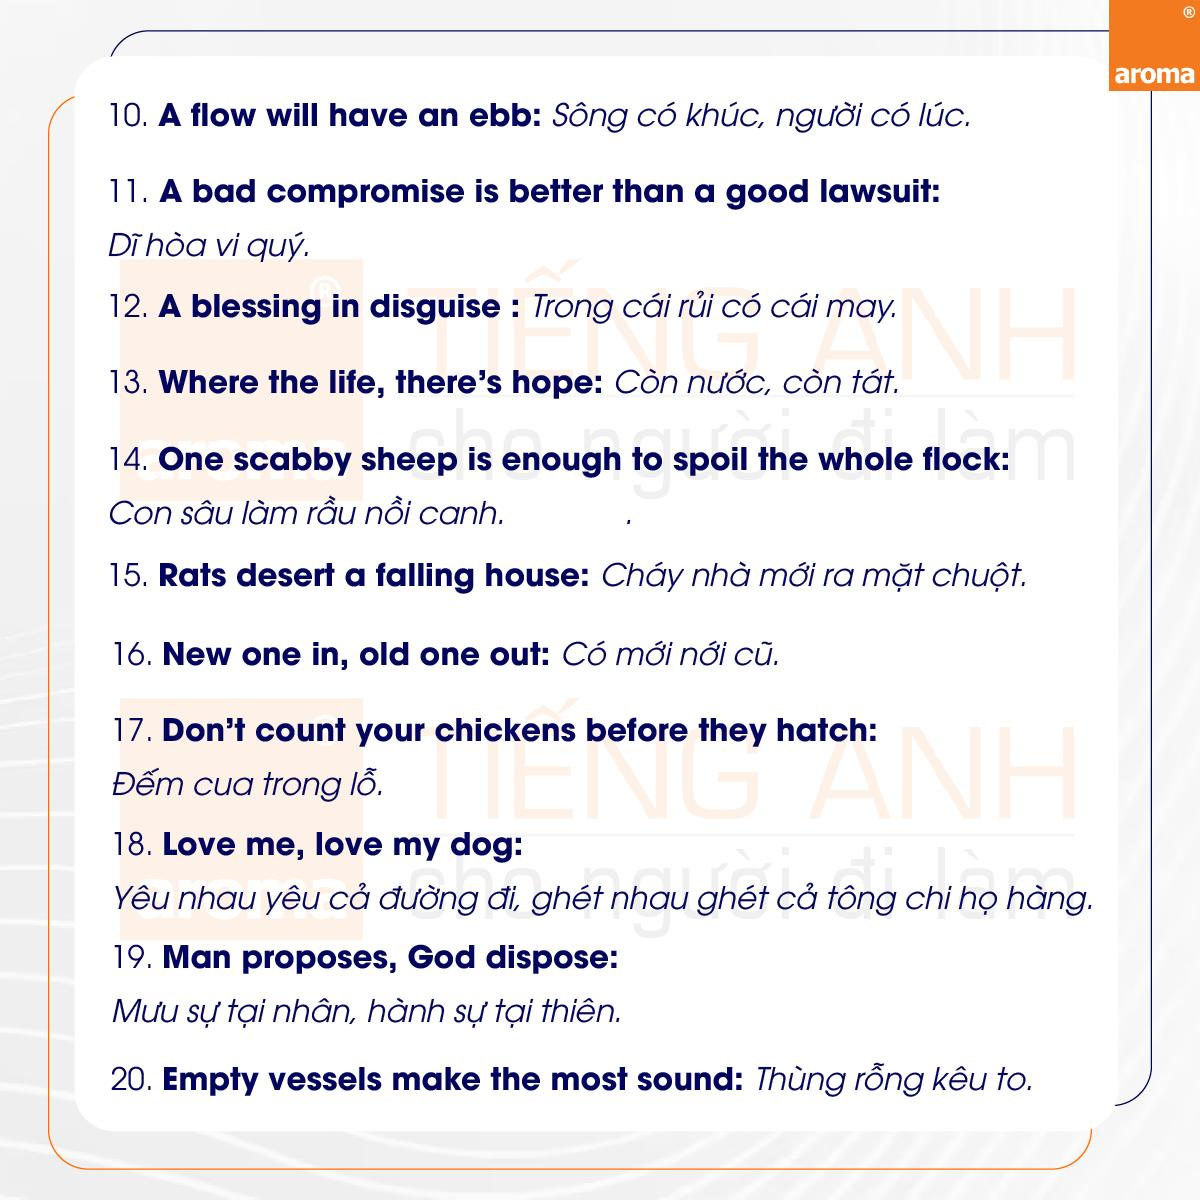 ®
aroma
10. A flow will have an ebb: Sông có khúc, người có lúc.
11. A bad compromise is better than a good lawsuit:
Dĩ hòa vi quý.
12. A blessing in disguise : Trong cái rủi có cái may.
13. Where the life, there’s hope: Còn nước, còn tát.
14. One scabby sheep is enough to spoil the whole flock:
Con sâu làm rầu nồi canh. .
15. Rats desert a falling house: Cháy nhà mới ra mặt chuột.
16. New one in, old one out: Có mới nới cũ.
17. Don’t count your chickens before they hatch:
Đếm cua trong lỗ.
18. Love me, love my dog:
Yêu nhau yêu cả đường đi, ghét nhau ghét cả tông chi họ hàng.
19. Man proposes, God dispose:
Mưu sự tại nhân, hành sự tại thiên.
20. Empty vessels make the most sound: Thùng rỗng kêu to.
® TIẾNG ANH
aroma cho người đi làm
® TIẾNG ANH
aroma cho người đi làm